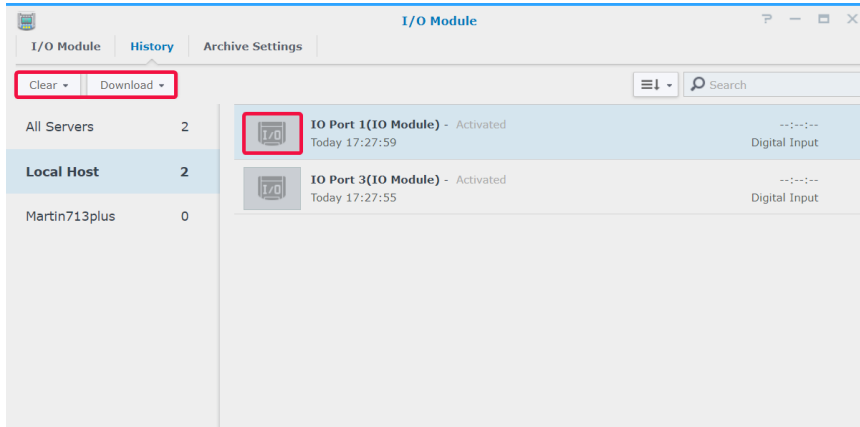 I/O Module
I/O Module History Archive Settings
Clear Download Search
All Servers 2
Local Host 2
Martin713plus 0
I/O IO Port 1(IO Module) - Activated --:--:--
Today 17:27:59 Digital Input
I/O IO Port 3(IO Module) - Activated --:--:--
Today 17:27:55 Digital Input